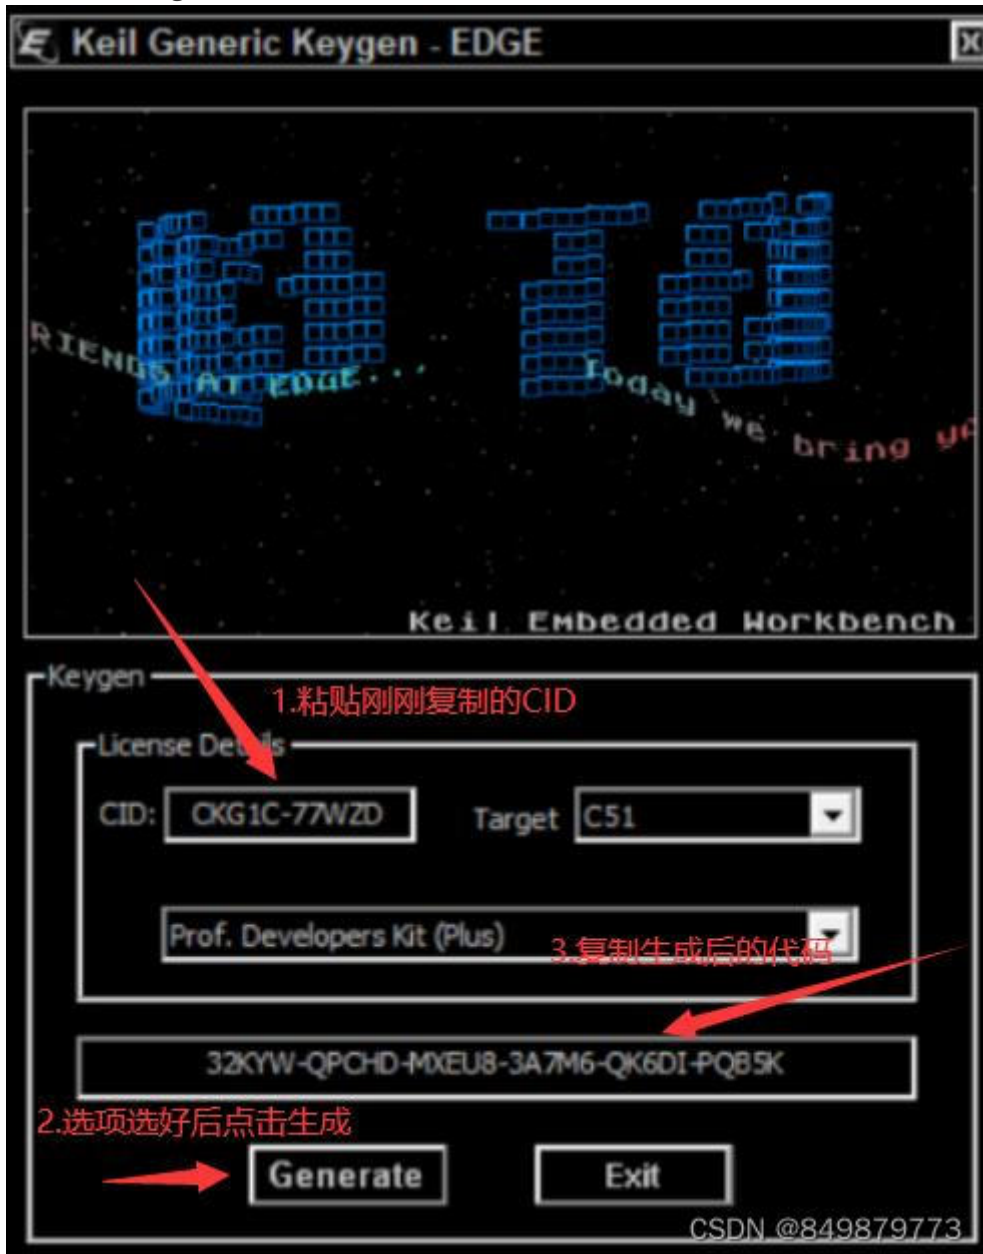 Keil Generic Keygen - EDGE
RIENDS AT EDGE... Today we bring
Keil Embedded Workbench
Keygen
1.粘贴刚刚复制的CID
License Details
CID: CKG1C-77WZD Target C51
Prof. Developers Kit (Plus)
3.复制生成后的代码
32KYW-QPCHD-MXEU8-3A7M6-QK6DI-PQB5K
2.选项选好后点击生成
Generate Exit
CSDN @849879773